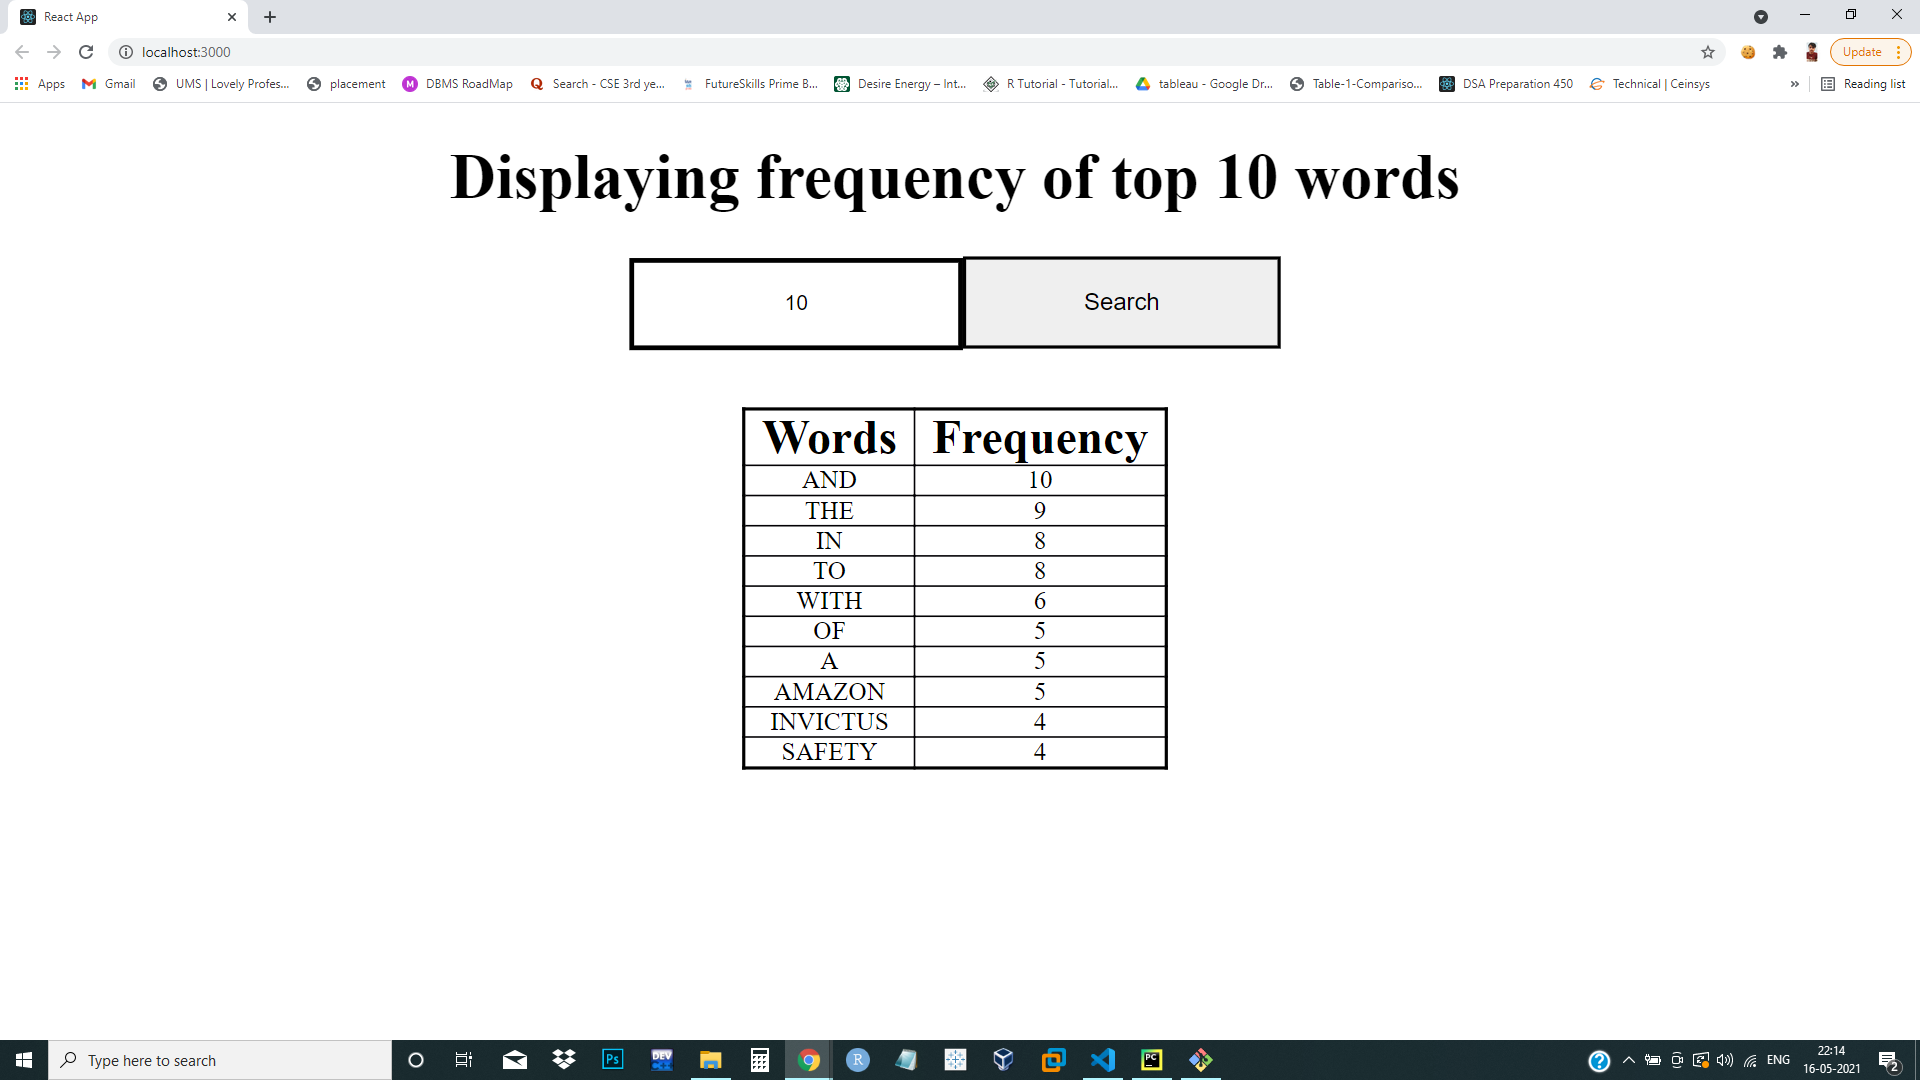 React App
localhost:3000
Update
Apps Gmail UMS | Lovely Profes... placement DBMS RoadMap Search - CSE 3rd ye... FutureSkills Prime B... Desire Energy – Int... R Tutorial - Tutorial... tableau - Google Dr... Table-1-Compariso... DSA Preparation 450 Technical | Ceinsys » Reading list
Displaying frequency of top 10 words
10 Search
Words Frequency
AND 10
THE 9
IN 8
TO 8
WITH 6
OF 5
A 5
AMAZON 5
INVICTUS 4
SAFETY 4
Type here to search
Ps DEV R PC
ENG
22:14
16-05-2021
2